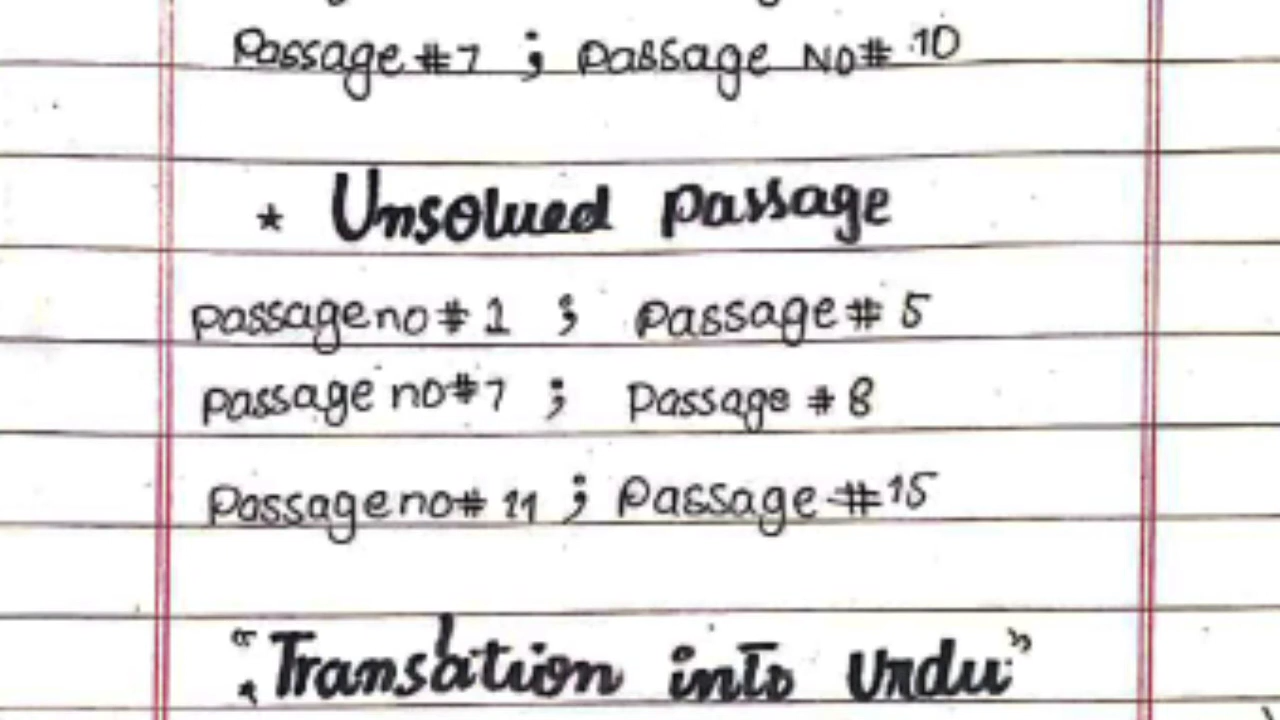 Passage #7 ; Passage No# 10
* Unsolved Passage
passage no # 1 ; Passage # 5
passage no #7 ; Passage # 8
Passage no # 11 ; Passage # 15
"Translation into Urdu"